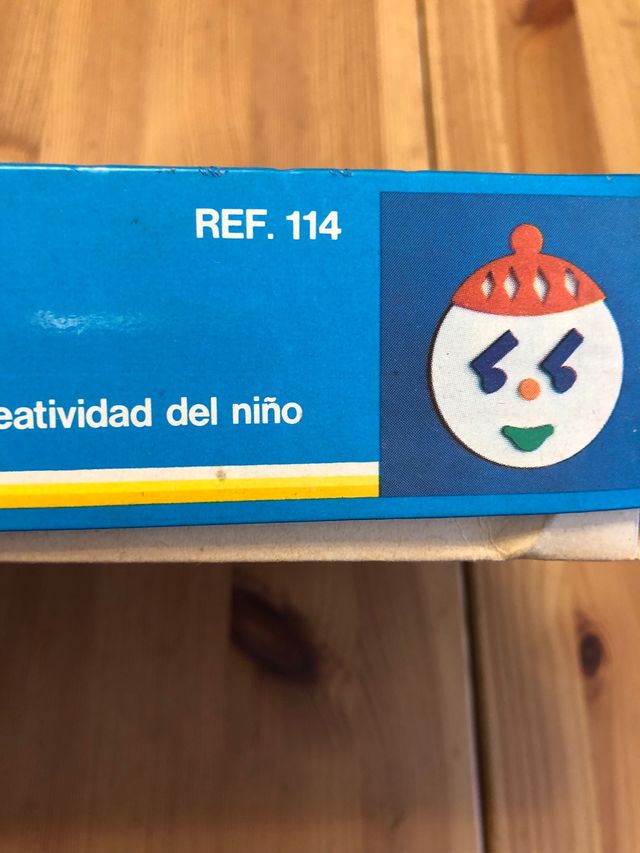 REF. 114
eatividad del niño